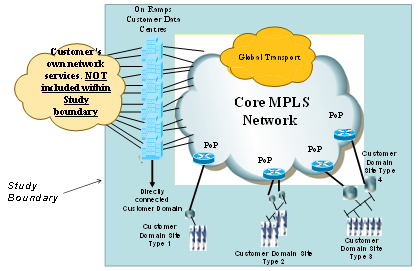 On Ramps
Customer Data
Centres
Customer's
own network
services. NOT
included within
Study
boundary
Global Transport
Core MPLS
Network
PoP
PoP
PoP
PoP
Customer
Domain
Site Type
4
Study
Boundary
Directly
connected
Customer Domain
Customer
Domain Site
Type 1
Customer Domain Site
Type 2
Customer
Domain Site
Type 3